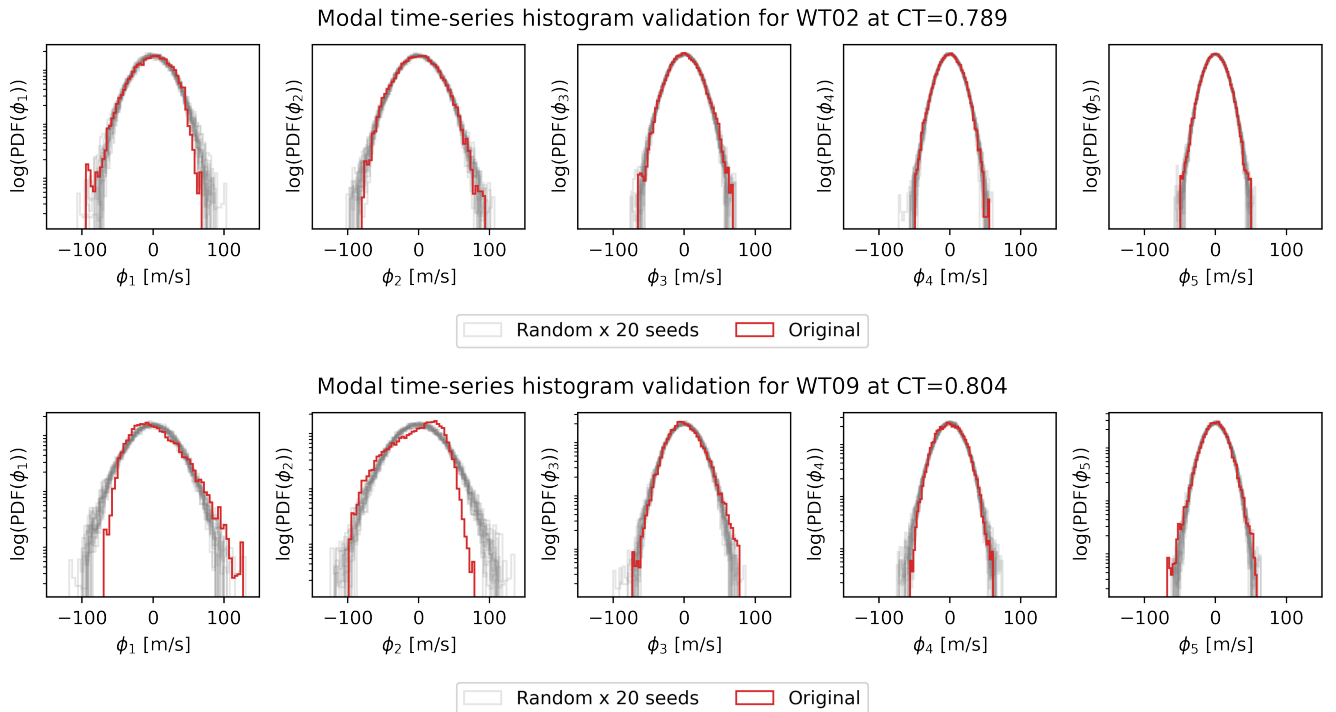 Modal time-series histogram validation for WT02 at CT=0.789
log(PDF(ϕ1)) log(PDF(ϕ2)) log(PDF(ϕ3)) log(PDF(ϕ4)) log(PDF(ϕ5))
−100 0 100 −100 0 100 −100 0 100 −100 0 100 −100 0 100
ϕ1 [m/s] ϕ2 [m/s] ϕ3 [m/s] ϕ4 [m/s] ϕ5 [m/s]
Random x 20 seeds Original
Modal time-series histogram validation for WT09 at CT=0.804
log(PDF(ϕ1)) log(PDF(ϕ2)) log(PDF(ϕ3)) log(PDF(ϕ4)) log(PDF(ϕ5))
−100 0 100 −100 0 100 −100 0 100 −100 0 100 −100 0 100
ϕ1 [m/s] ϕ2 [m/s] ϕ3 [m/s] ϕ4 [m/s] ϕ5 [m/s]
Random x 20 seeds Original